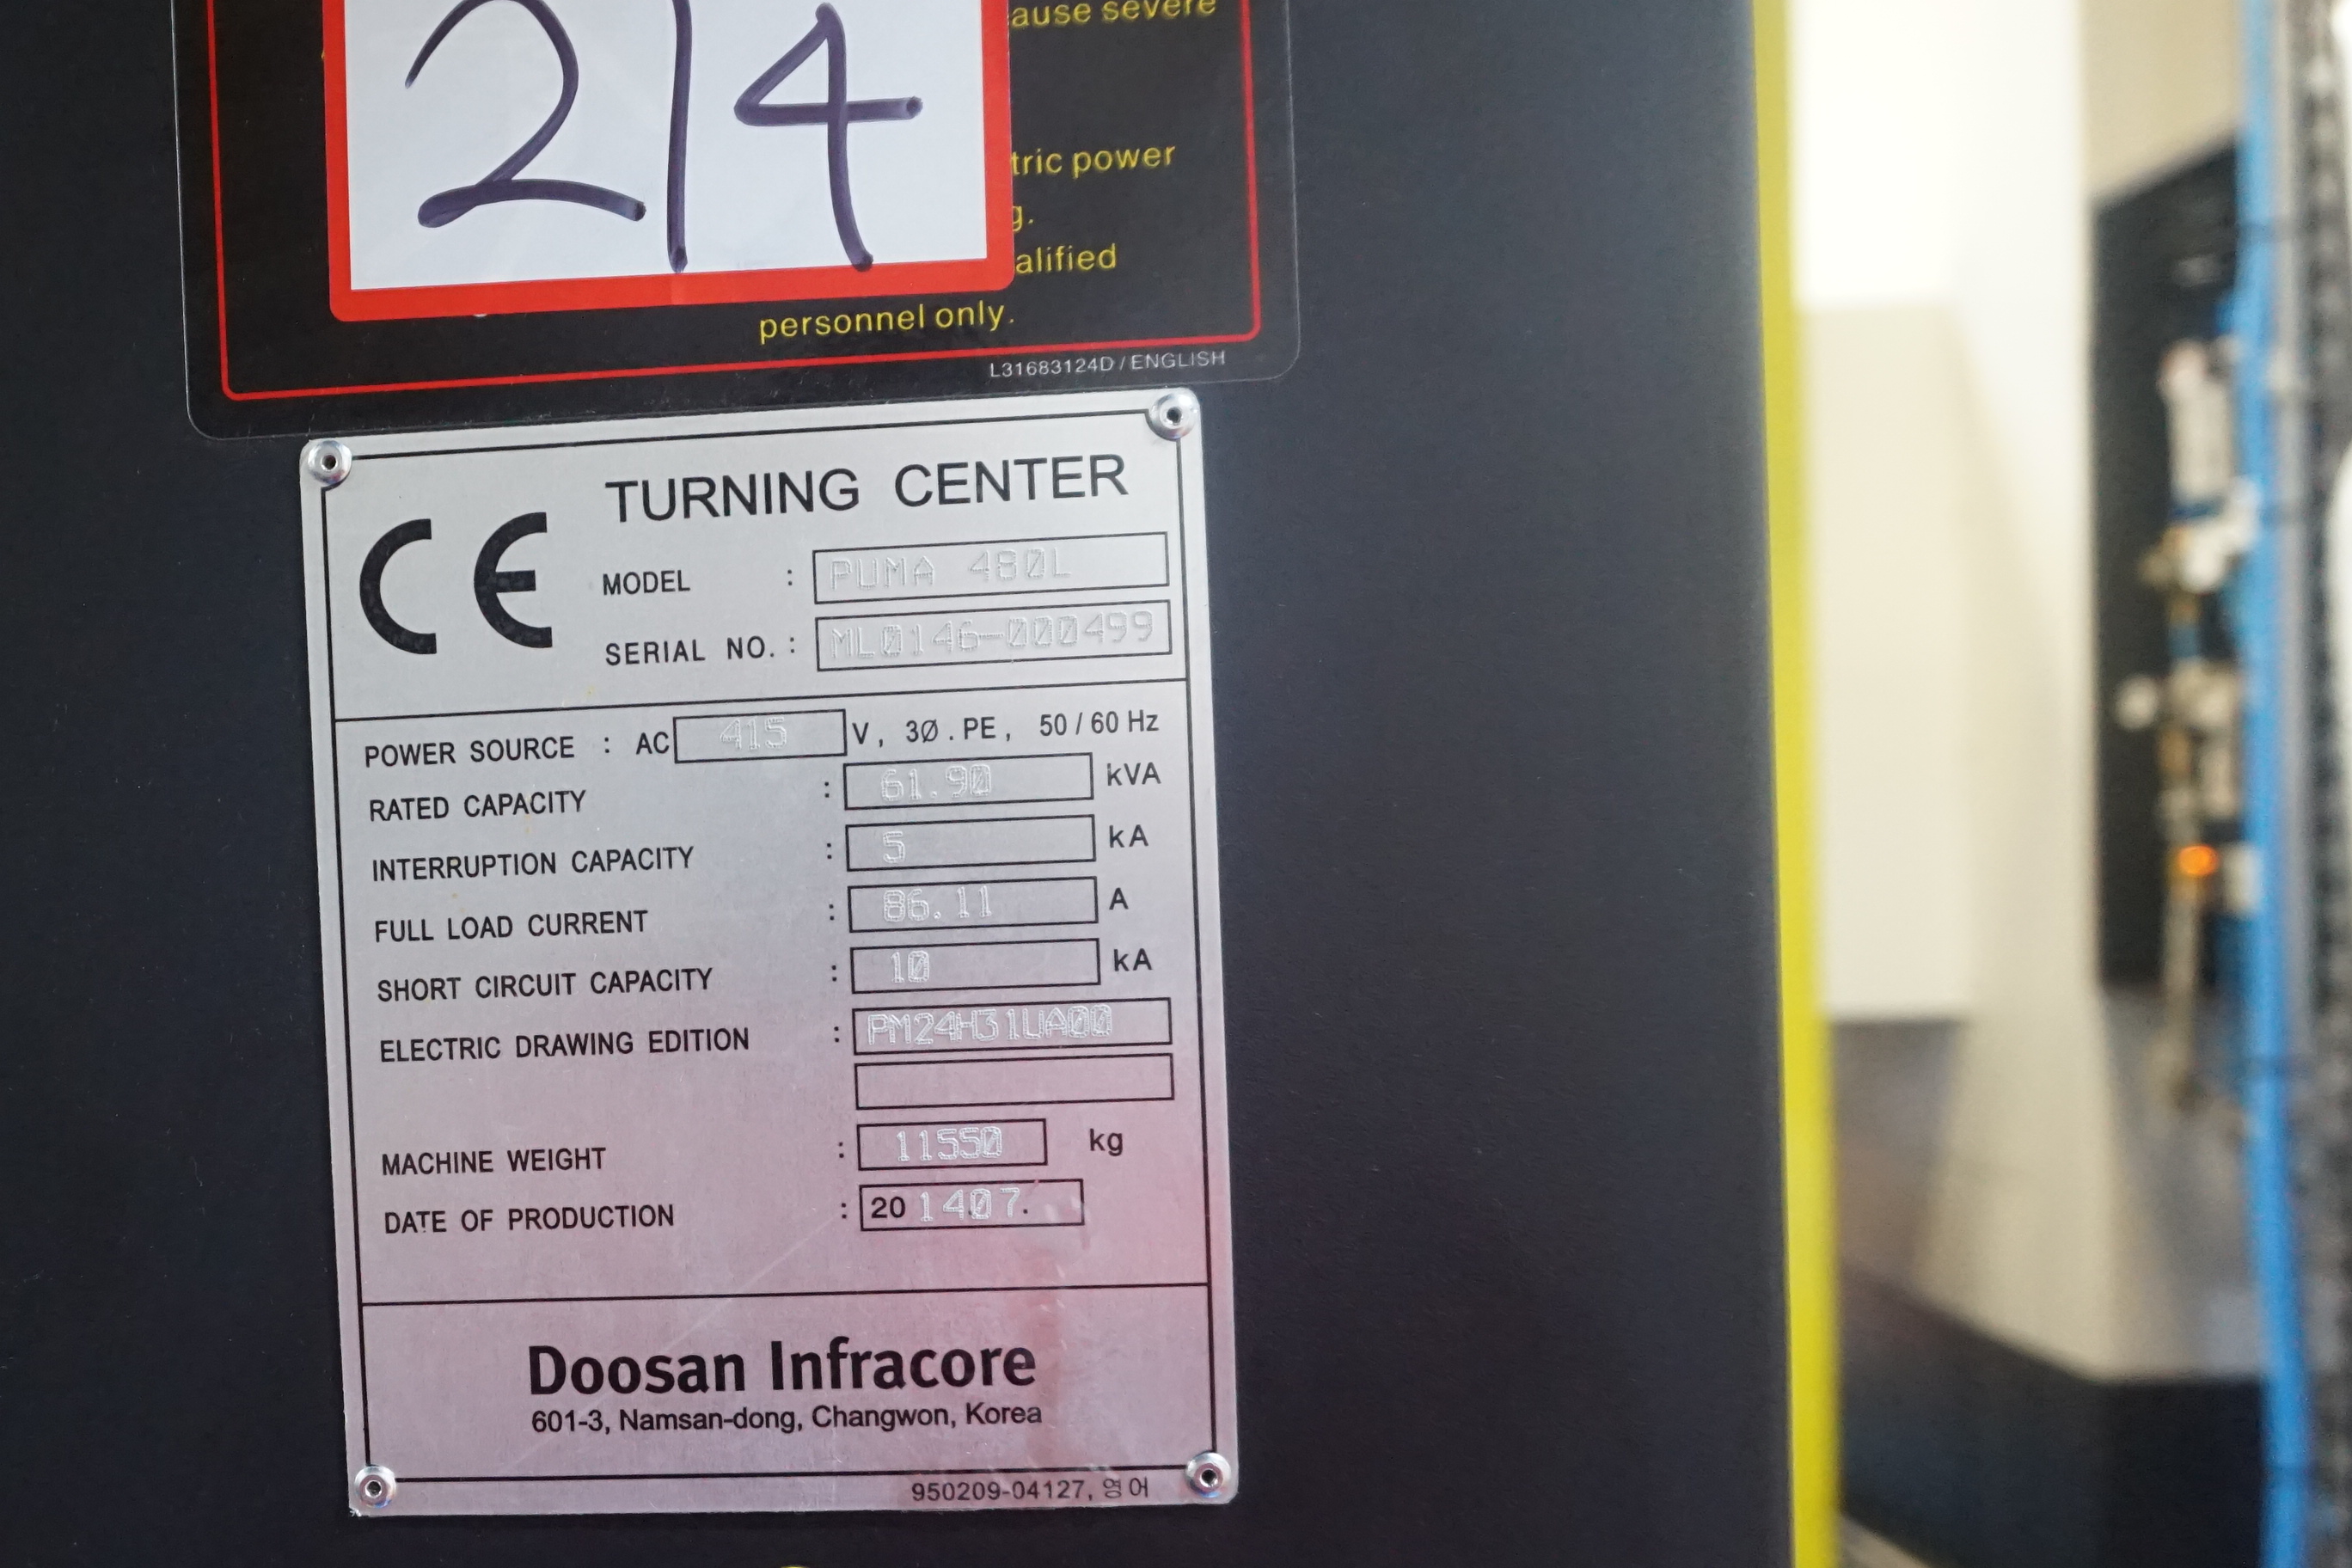 ause severe
214
tric power
g.
alified
personnel only.
L31683124D / ENGLISH
CE
TURNING CENTER
MODEL : PUMA 480L
SERIAL NO. : ML0146-000499
POWER SOURCE : AC 415 V, 3Ø.PE, 50/60 Hz
RATED CAPACITY : 61.90 kVA
INTERRUPTION CAPACITY : 5 kA
FULL LOAD CURRENT : 86.11 A
SHORT CIRCUIT CAPACITY : 10 kA
ELECTRIC DRAWING EDITION : PM24H31UA00
MACHINE WEIGHT : 11550 kg
DATE OF PRODUCTION : 201407.
Doosan Infracore
601-3, Namsan-dong, Changwon, Korea
950209-04127, 영어